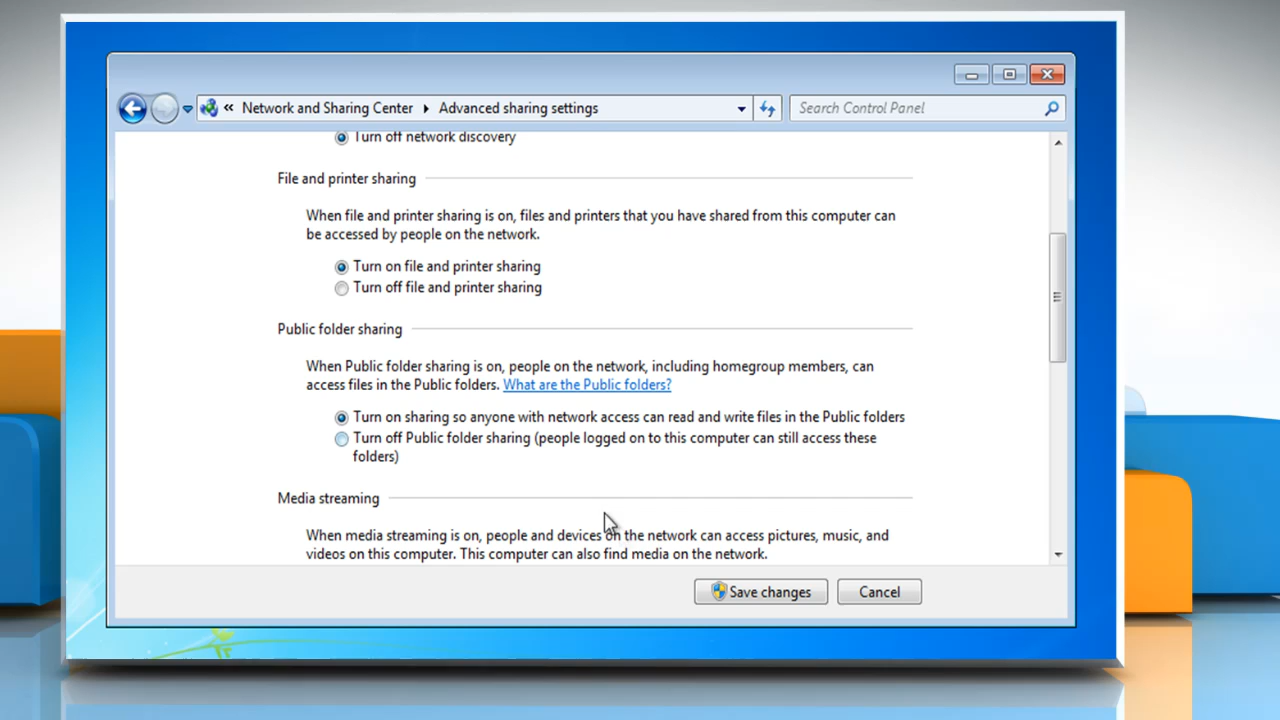 « Network and Sharing Center ▸ Advanced sharing settings
Search Control Panel
Turn off network discovery
File and printer sharing
When file and printer sharing is on, files and printers that you have shared from this computer can
be accessed by people on the network.
Turn on file and printer sharing
Turn off file and printer sharing
Public folder sharing
When Public folder sharing is on, people on the network, including homegroup members, can
access files in the Public folders. What are the Public folders?
Turn on sharing so anyone with network access can read and write files in the Public folders
Turn off Public folder sharing (people logged on to this computer can still access these
folders)
Media streaming
When media streaming is on, people and devices on the network can access pictures, music, and
videos on this computer. This computer can also find media on the network.
Save changes
Cancel